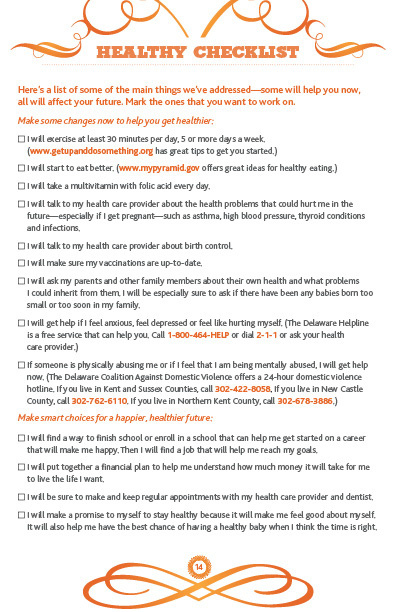 HEALTHY CHECKLIST
Here's a list of some of the main things we've addressed—some will help you now,
all will affect your future. Mark the ones that you want to work on.
Make some changes now to help you get healthier:
I will exercise at least 30 minutes per day, 5 or more days a week.
(www.getupanddosomething.org has great tips to get you started.)
I will start to eat better. (www.mypyramid.gov offers great ideas for healthy eating.)
I will take a multivitamin with folic acid every day.
I will talk to my health care provider about the health problems that could hurt me in the
future—especially if I get pregnant—such as asthma, high blood pressure, thyroid conditions
and infections.
I will talk to my health care provider about birth control.
I will make sure my vaccinations are up-to-date.
I will ask my parents and other family members about their own health and what problems
I could inherit from them. I will be especially sure to ask if there have been any babies born too
small or too soon in my family.
I will get help if I feel anxious, feel depressed or feel like hurting myself. (The Delaware Helpline
is a free service that can help you. Call 1-800-464-HELP or dial 2-1-1 or ask your health
care provider.)
If someone is physically abusing me or if I feel that I am being mentally abused, I will get help
now. (The Delaware Coalition Against Domestic Violence offers a 24-hour domestic violence
hotline. If you live in Kent and Sussex Counties, call 302-422-8058. If you live in New Castle
County, call 302-762-6110. If you live in Northern Kent County, call 302-678-3886.)
Make smart choices for a happier, healthier future:
I will find a way to finish school or enroll in a school that can help me get started on a career
that will make me happy. Then I will find a job that will help me reach my goals.
I will put together a financial plan to help me understand how much money it will take for me
to live the life I want.
I will be sure to make and keep regular appointments with my health care provider and dentist.
I will make a promise to myself to stay healthy because it will make me feel good about myself.
It will also help me have the best chance of having a healthy baby when I think the time is right.
14